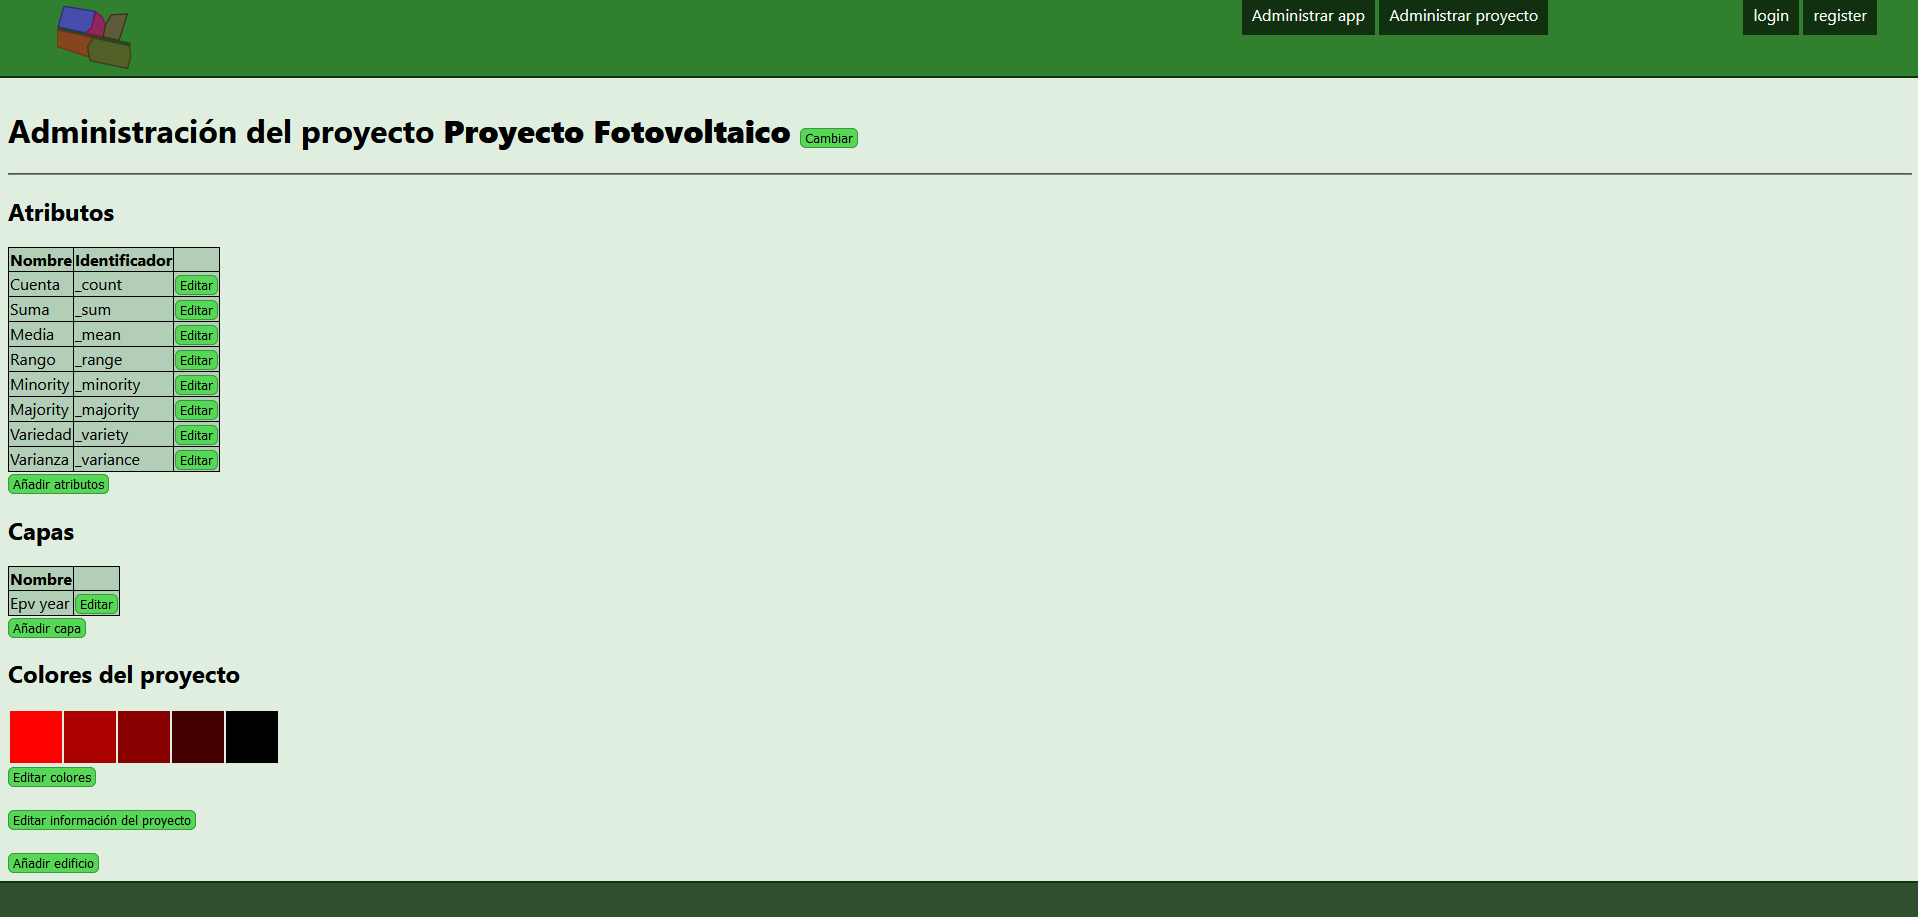 Administrar app Administrar proyecto login register
Administración del proyecto Proyecto Fotovoltaico Cambiar
Atributos
Nombre Identificador
Cuenta _count Editar
Suma _sum Editar
Media _mean Editar
Rango _range Editar
Minority _minority Editar
Majority _majority Editar
Variedad _variety Editar
Varianza _variance Editar
Añadir atributos
Capas
Nombre
Epv year Editar
Añadir capa
Colores del proyecto
Editar colores
Editar información del proyecto
Añadir edificio